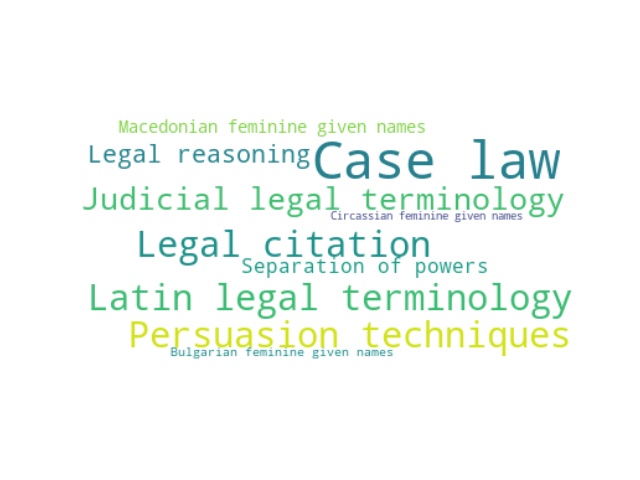 Macedonian feminine given names
Legal reasoning
Case law
Judicial legal terminology
Circassian feminine given names
Legal citation
Separation of powers
Latin legal terminology
Persuasion techniques
Bulgarian feminine given names